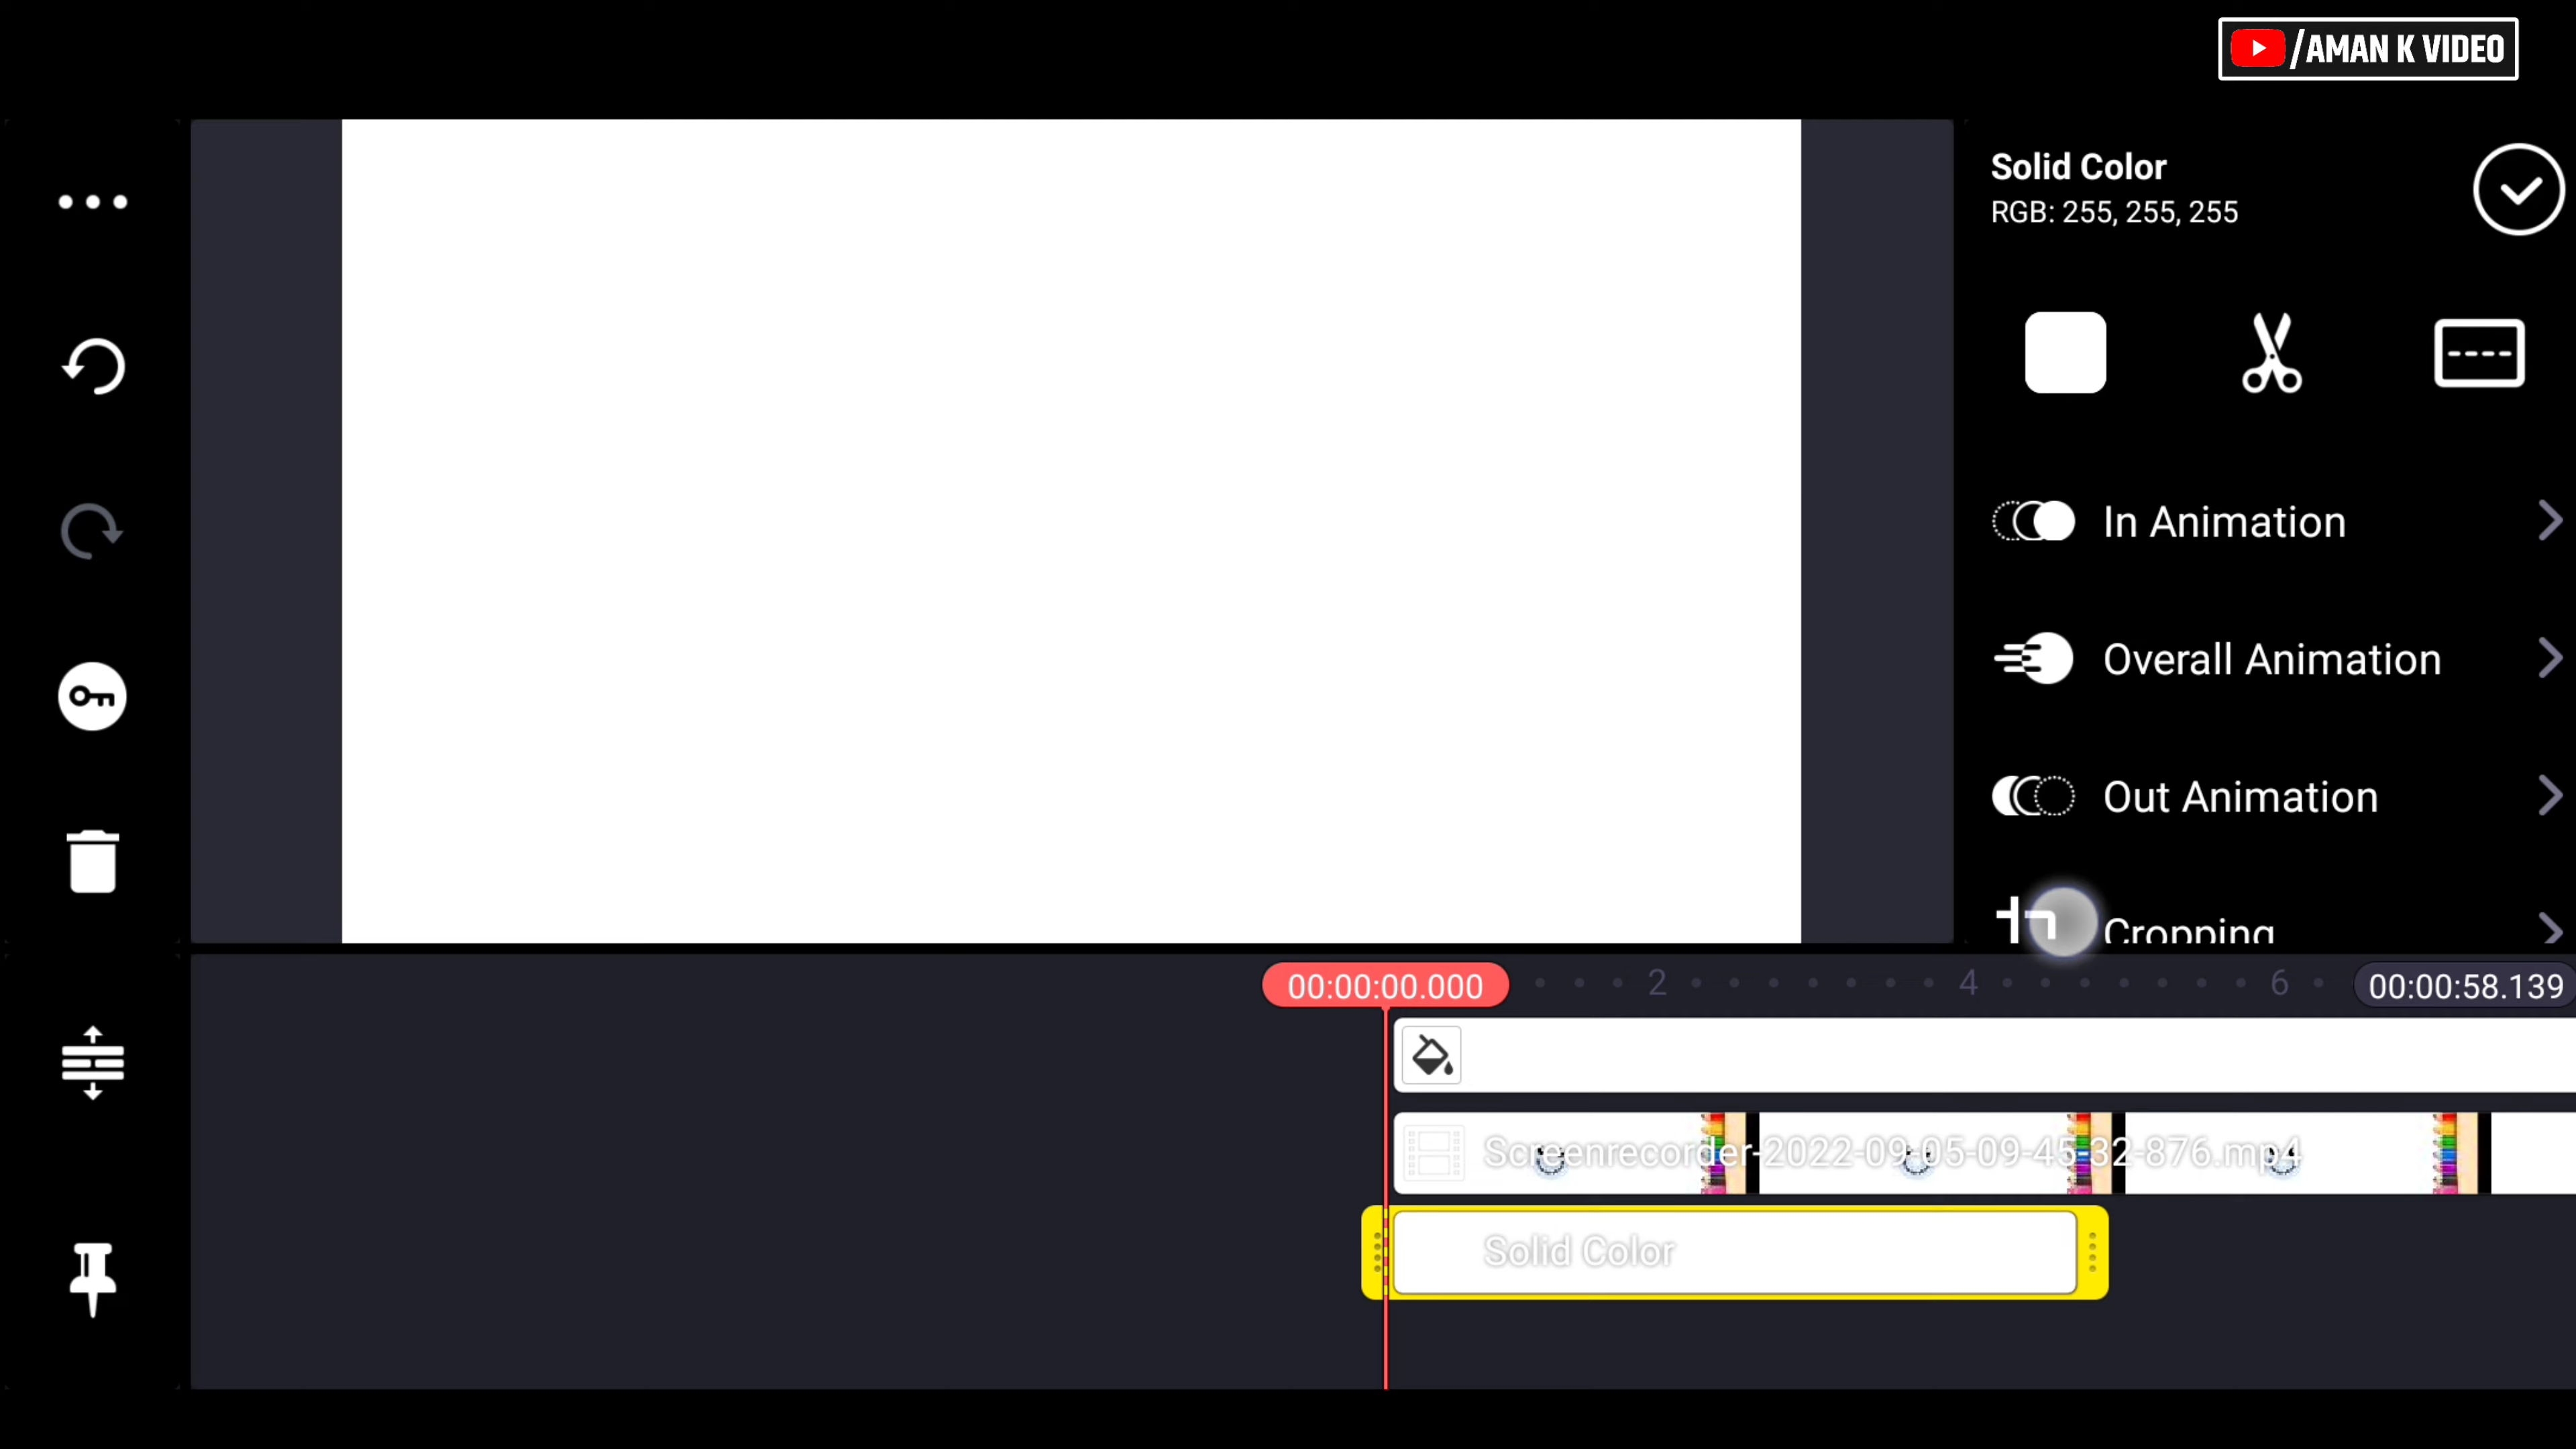 /AMAN K VIDEO
Solid Color
RGB: 255, 255, 255
In Animation
Overall Animation
Out Animation
Cropping
00:00:00.000
2
4
6
00:00:58.139
Screenrecorder-2022-09-05-09-45-32-876.mp4
Solid Color